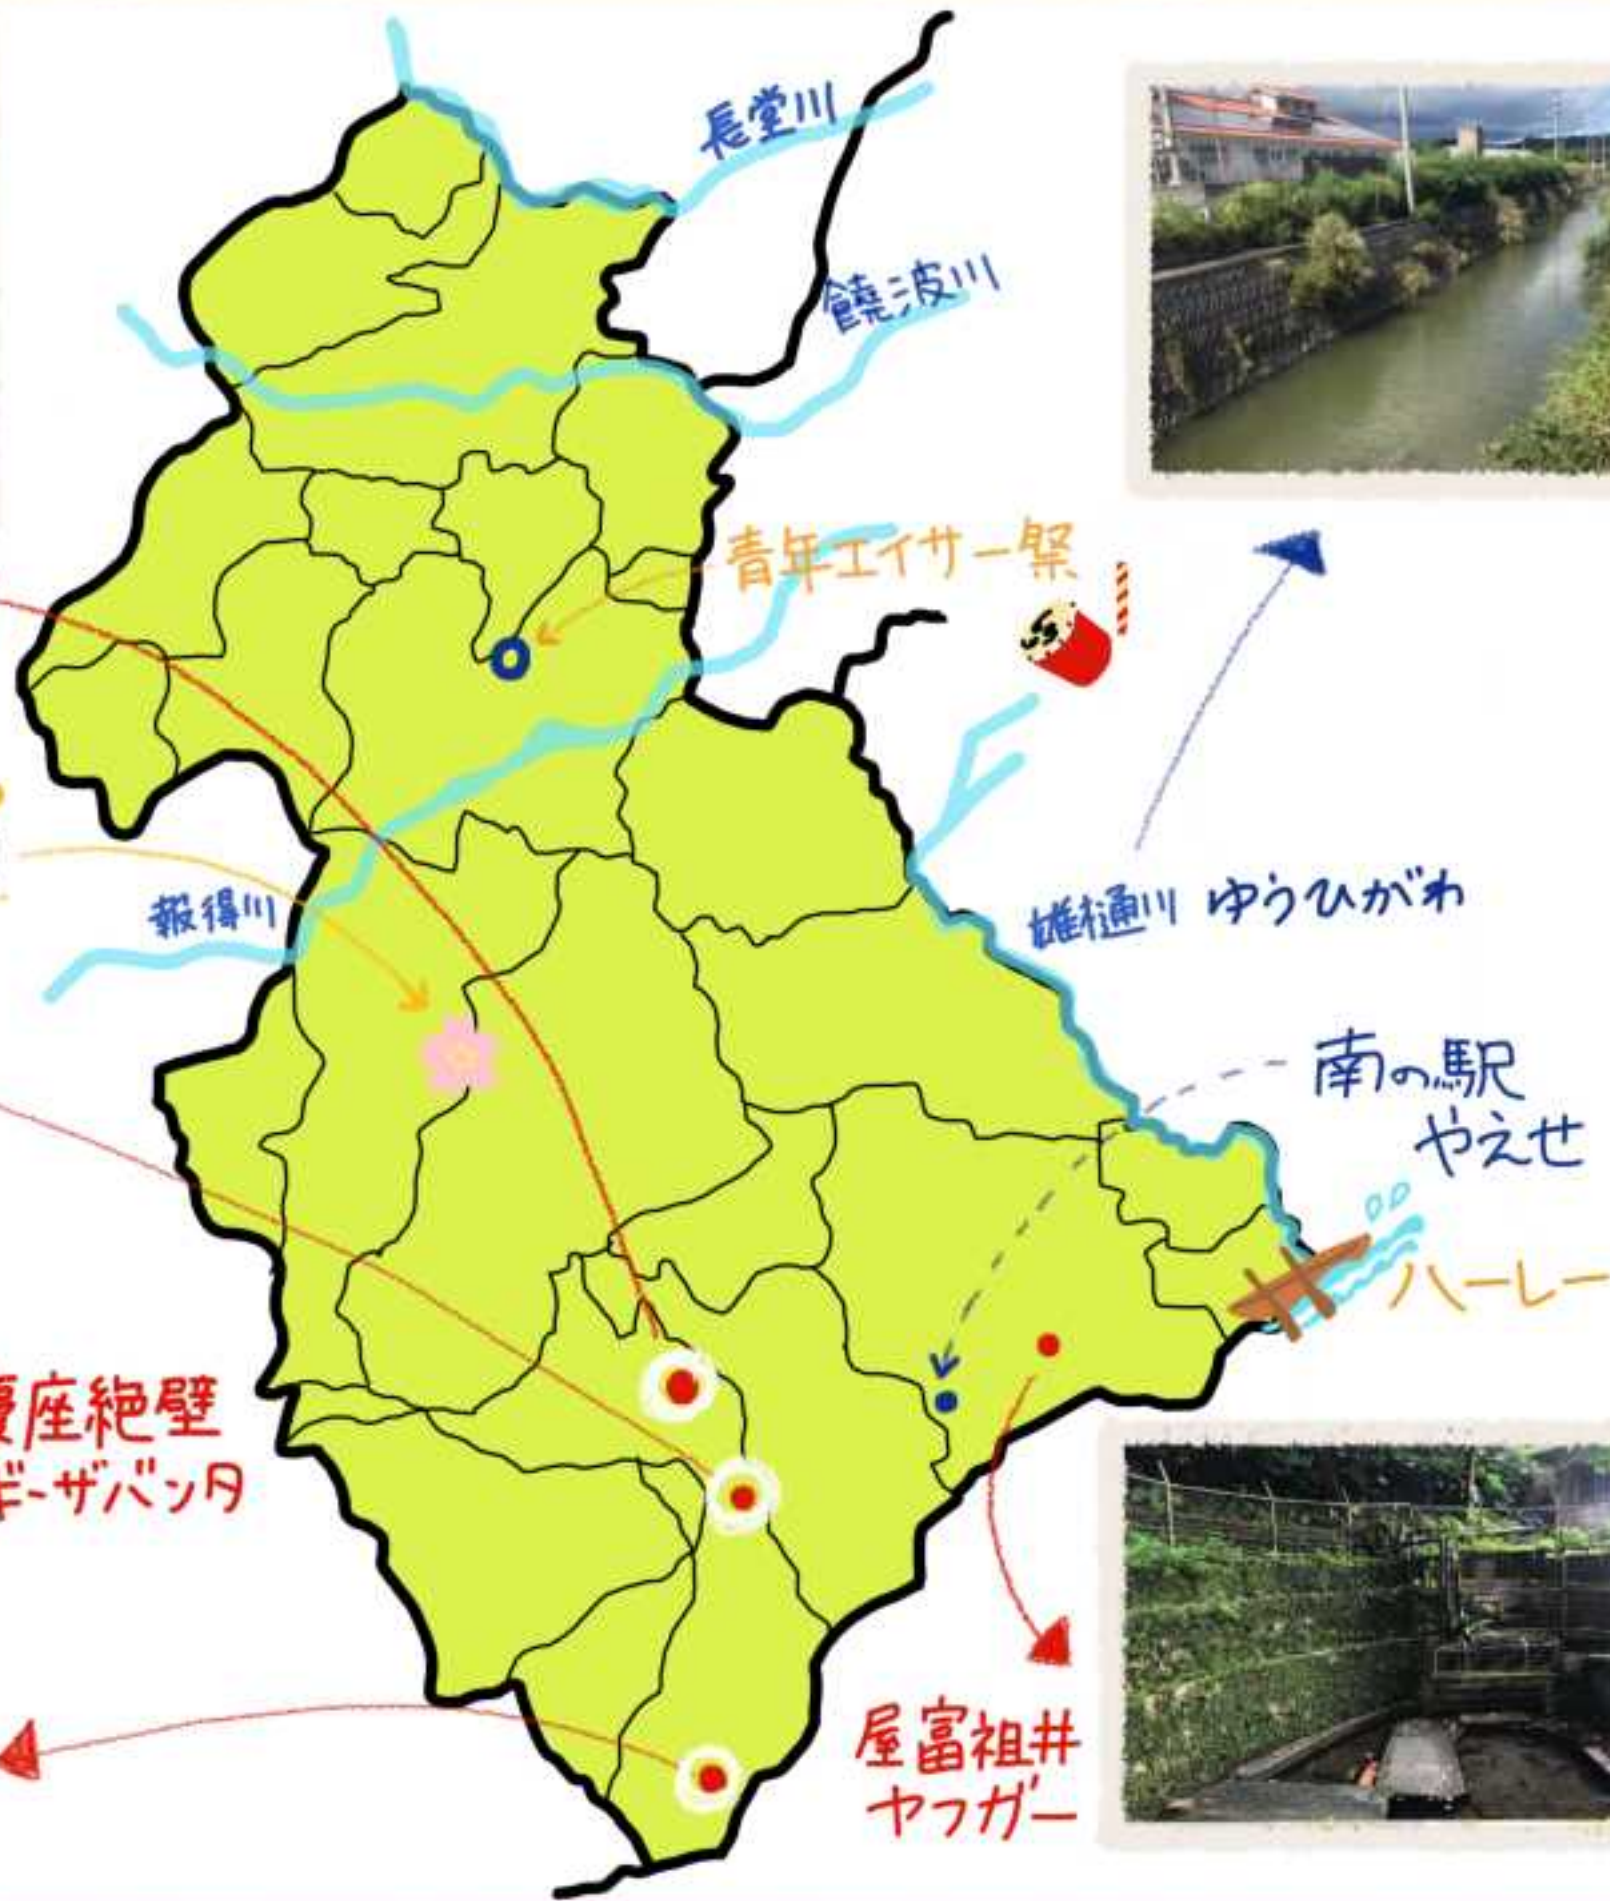 長堂川
饒波川
青年エイサー祭
報得川
雄樋川 ゆうひがわ
南の駅
やえせ
ハーレー
座絶壁
ギーザバンタ
屋富祖井
ヤフガー